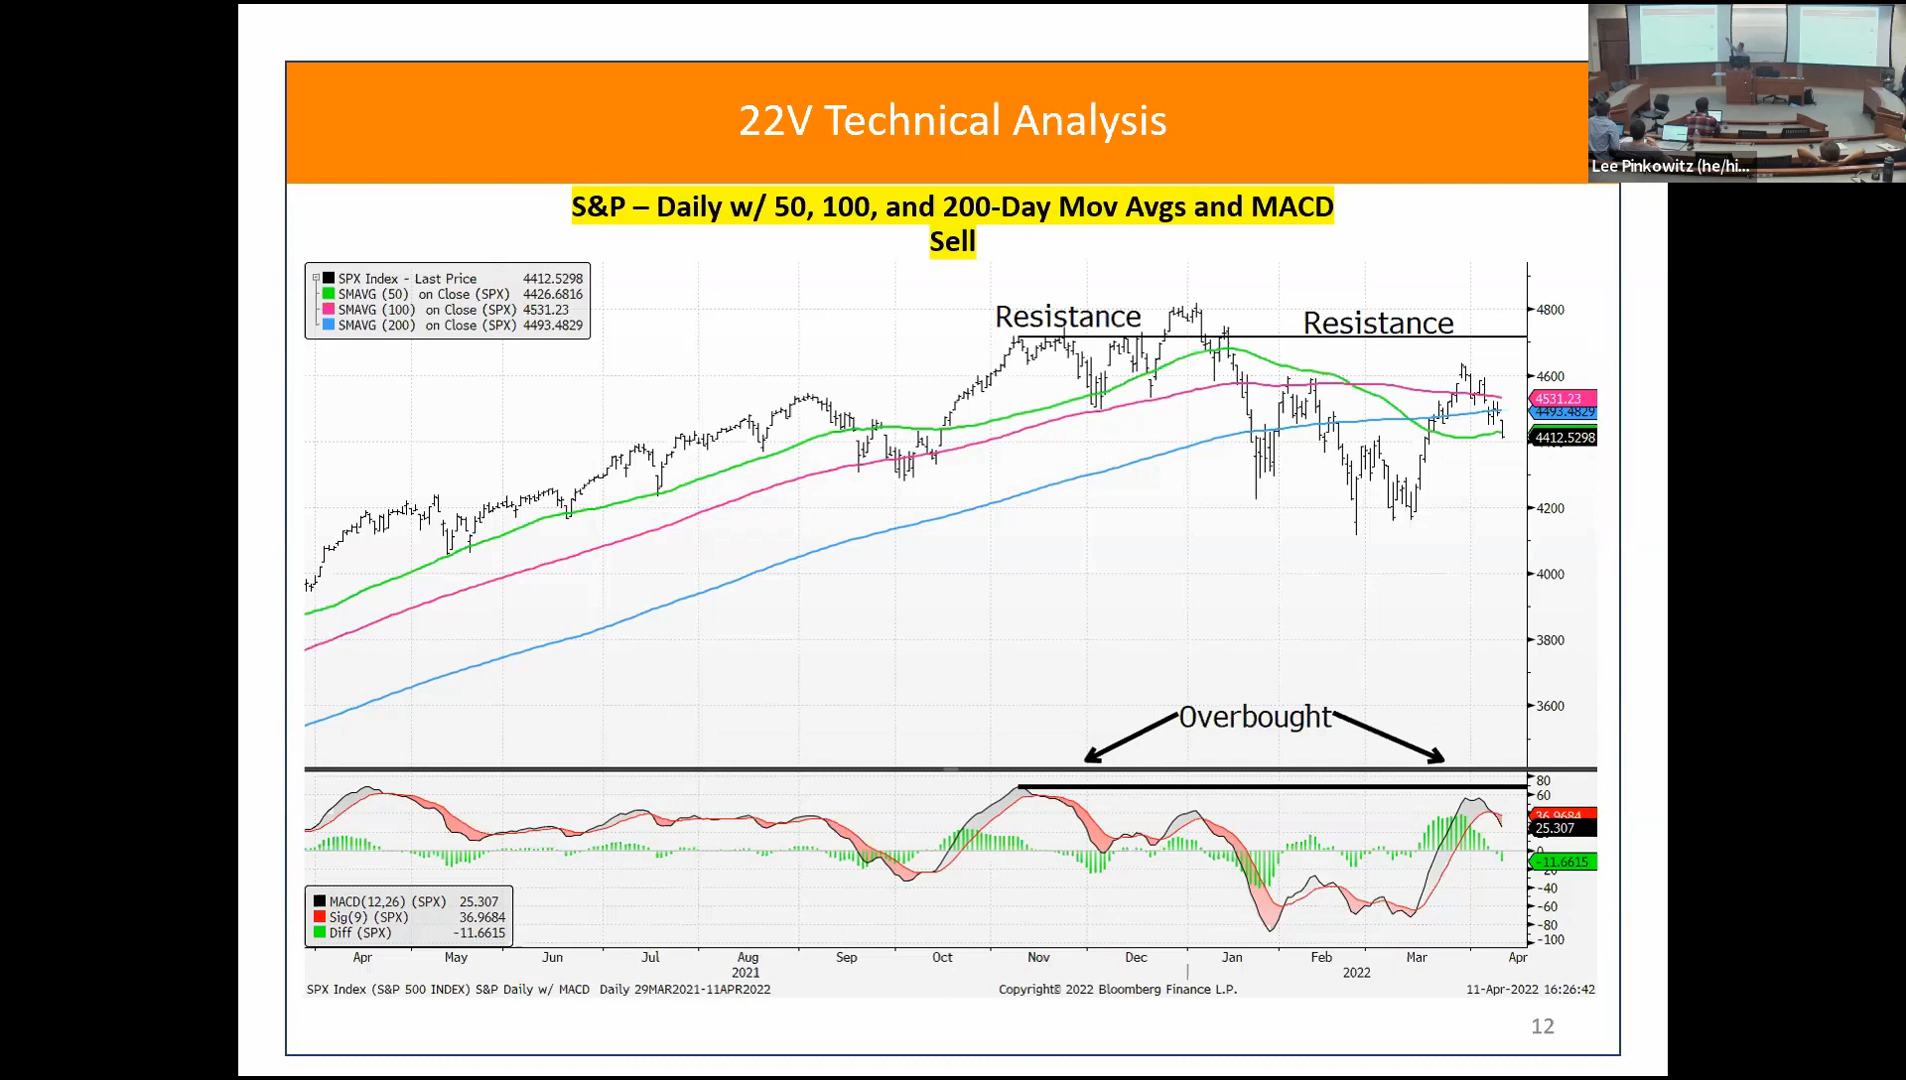 22V Technical Analysis
Lee Pinkowitz (he/hi...
S&P – Daily w/ 50, 100, and 200-Day Mov Avgs and MACD
Sell
SPX Index - Last Price 4412.5298
SMAVG (50) on Close (SPX) 4426.6816
SMAVG (100) on Close (SPX) 4531.23
SMAVG (200) on Close (SPX) 4493.4829
Resistance
Resistance
4800
4600
4531.23
4493.4829
4412.5298
4200
4000
3800
3600
Overbought
80
60
36.9684
25.307
0
-11.6615
-40
-60
-80
-100
MACD(12,26) (SPX) 25.307
Sig(9) (SPX) 36.9684
Diff (SPX) -11.6615
Apr May Jun Jul Aug Sep Oct Nov Dec Jan Feb Mar Apr
2021 2022
SPX Index (S&P 500 INDEX) S&P Daily w/ MACD Daily 29MAR2021-11APR2022 Copyright© 2022 Bloomberg Finance L.P. 11-Apr-2022 16:26:42
12